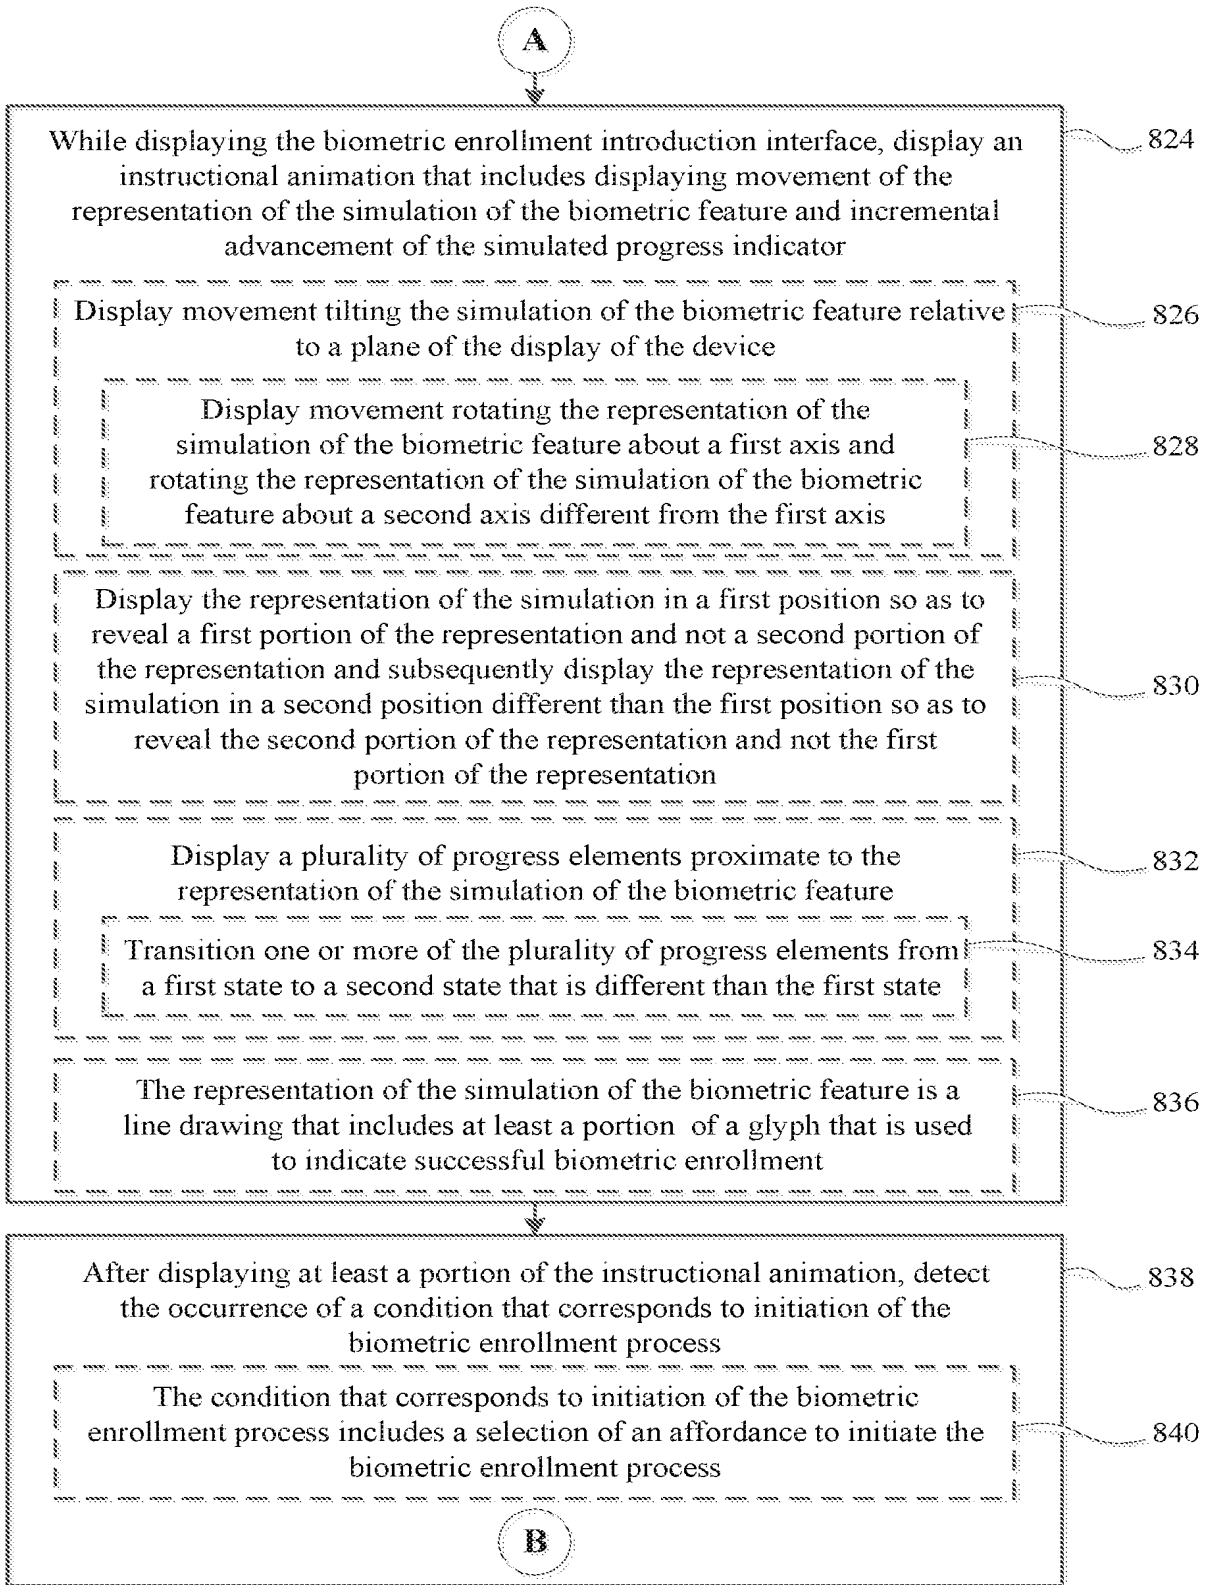 A
While displaying the biometric enrollment introduction interface, display an
instructional animation that includes displaying movement of the
representation of the simulation of the biometric feature and incremental
advancement of the simulated progress indicator
824
Display movement tilting the simulation of the biometric feature relative
to a plane of the display of the device
826
Display movement rotating the representation of the
simulation of the biometric feature about a first axis and
rotating the representation of the simulation of the biometric
feature about a second axis different from the first axis
828
Display the representation of the simulation in a first position so as to
reveal a first portion of the representation and not a second portion of
the representation and subsequently display the representation of the
simulation in a second position different than the first position so as to
reveal the second portion of the representation and not the first
portion of the representation
830
Display a plurality of progress elements proximate to the
representation of the simulation of the biometric feature
832
Transition one or more of the plurality of progress elements from
a first state to a second state that is different than the first state
834
The representation of the simulation of the biometric feature is a
line drawing that includes at least a portion of a glyph that is used
to indicate successful biometric enrollment
836
After displaying at least a portion of the instructional animation, detect
the occurrence of a condition that corresponds to initiation of the
biometric enrollment process
838
The condition that corresponds to initiation of the biometric
enrollment process includes a selection of an affordance to initiate the
biometric enrollment process
840
B